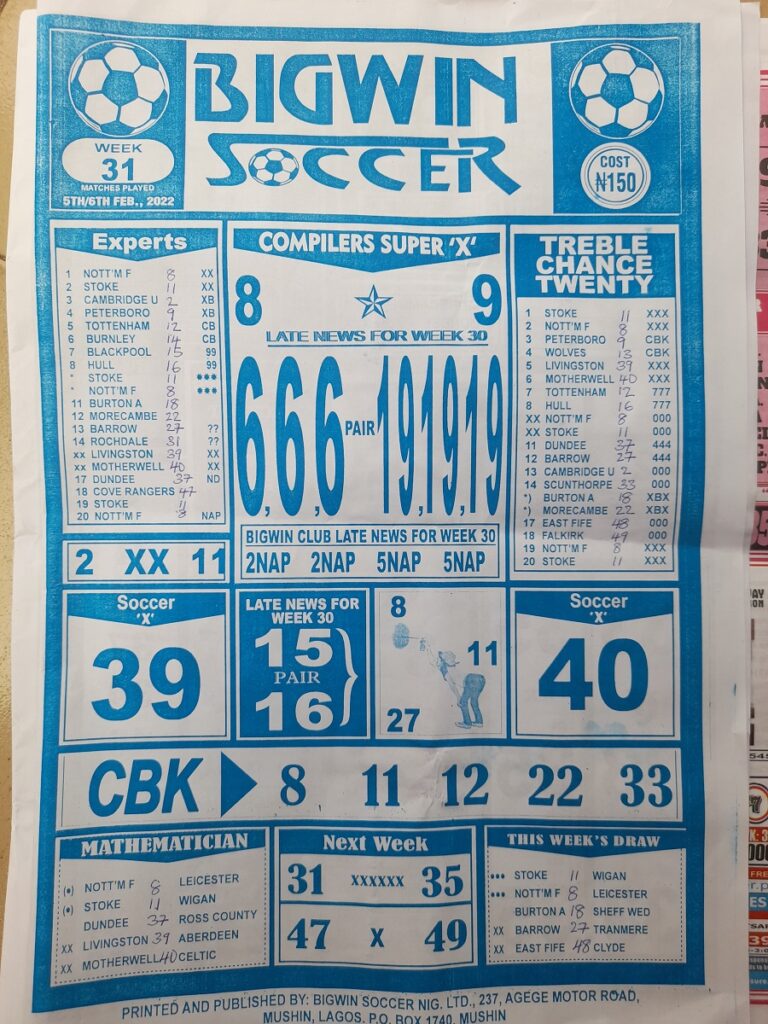 WEEK
31
MATCHES PLAYED
5TH/6TH FEB., 2022
BIGWIN
SOCCER
COST
₦150
Experts
1 NOTT'M F 8 XX
2 STOKE 11 XX
3 CAMBRIDGE U 2 XB
4 PETERBORO 9 XB
5 TOTTENHAM 12 CB
6 BURNLEY 14 CB
7 BLACKPOOL 15 99
8 HULL 16 99
* STOKE 11 ***
* NOTT'M F 8 ***
11 BURTON A 18
12 MORECAMBE 22
13 BARROW 27 ??
14 ROCHDALE 31 ??
xx LIVINGSTON 39 XX
xx MOTHERWELL 40 XX
17 DUNDEE 37 ND
18 COVE RANGERS 47
19 STOKE 11
20 NOTT'M F 8 NAP
2 XX 11
COMPILERS SUPER 'X'
8 9
LATE NEWS FOR WEEK 30
6,6,6 PAIR 19,19,19
BIGWIN CLUB LATE NEWS FOR WEEK 30
2NAP 2NAP 5NAP 5NAP
TREBLE
CHANCE
TWENTY
1 STOKE 11 XXX
2 NOTT'M F 8 XXX
3 PETERBORO 9 CBK
4 WOLVES 13 CBK
5 LIVINGSTON 39 XXX
6 MOTHERWELL 40 XXX
7 TOTTENHAM 12 777
8 HULL 16 777
XX NOTT'M F 8 000
XX STOKE 11 000
11 DUNDEE 37 444
12 BARROW 27 444
13 CAMBRIDGE U 2 000
14 SCUNTHORPE 33 000
*) BURTON A 18 XBX
*) MORECAMBE 22 XBX
17 EAST FIFE 48 000
18 FALKIRK 49 000
19 NOTT'M F 8 XXX
20 STOKE 11 XXX
Soccer
'X'
39
LATE NEWS FOR
WEEK 30
15
PAIR
16
8
11
27
Soccer
'X'
40
CBK 8 11 12 22 33
MATHEMATICIAN
(•) NOTT'M F 8 LEICESTER
(•) STOKE 11 WIGAN
DUNDEE 37 ROSS COUNTY
XX LIVINGSTON 39 ABERDEEN
XX MOTHERWELL 40 CELTIC
Next Week
31 XXXXXX 35
47 X 49
THIS WEEK'S DRAW
••• STOKE 11 WIGAN
••• NOTT'M F 8 LEICESTER
BURTON A 18 SHEFF WED
XX BARROW 27 TRANMERE
XX EAST FIFE 48 CLYDE
PRINTED AND PUBLISHED BY: BIGWIN SOCCER NIG. LTD., 237, AGEGE MOTOR ROAD,
MUSHIN, LAGOS. P.O. BOX 1740, MUSHIN